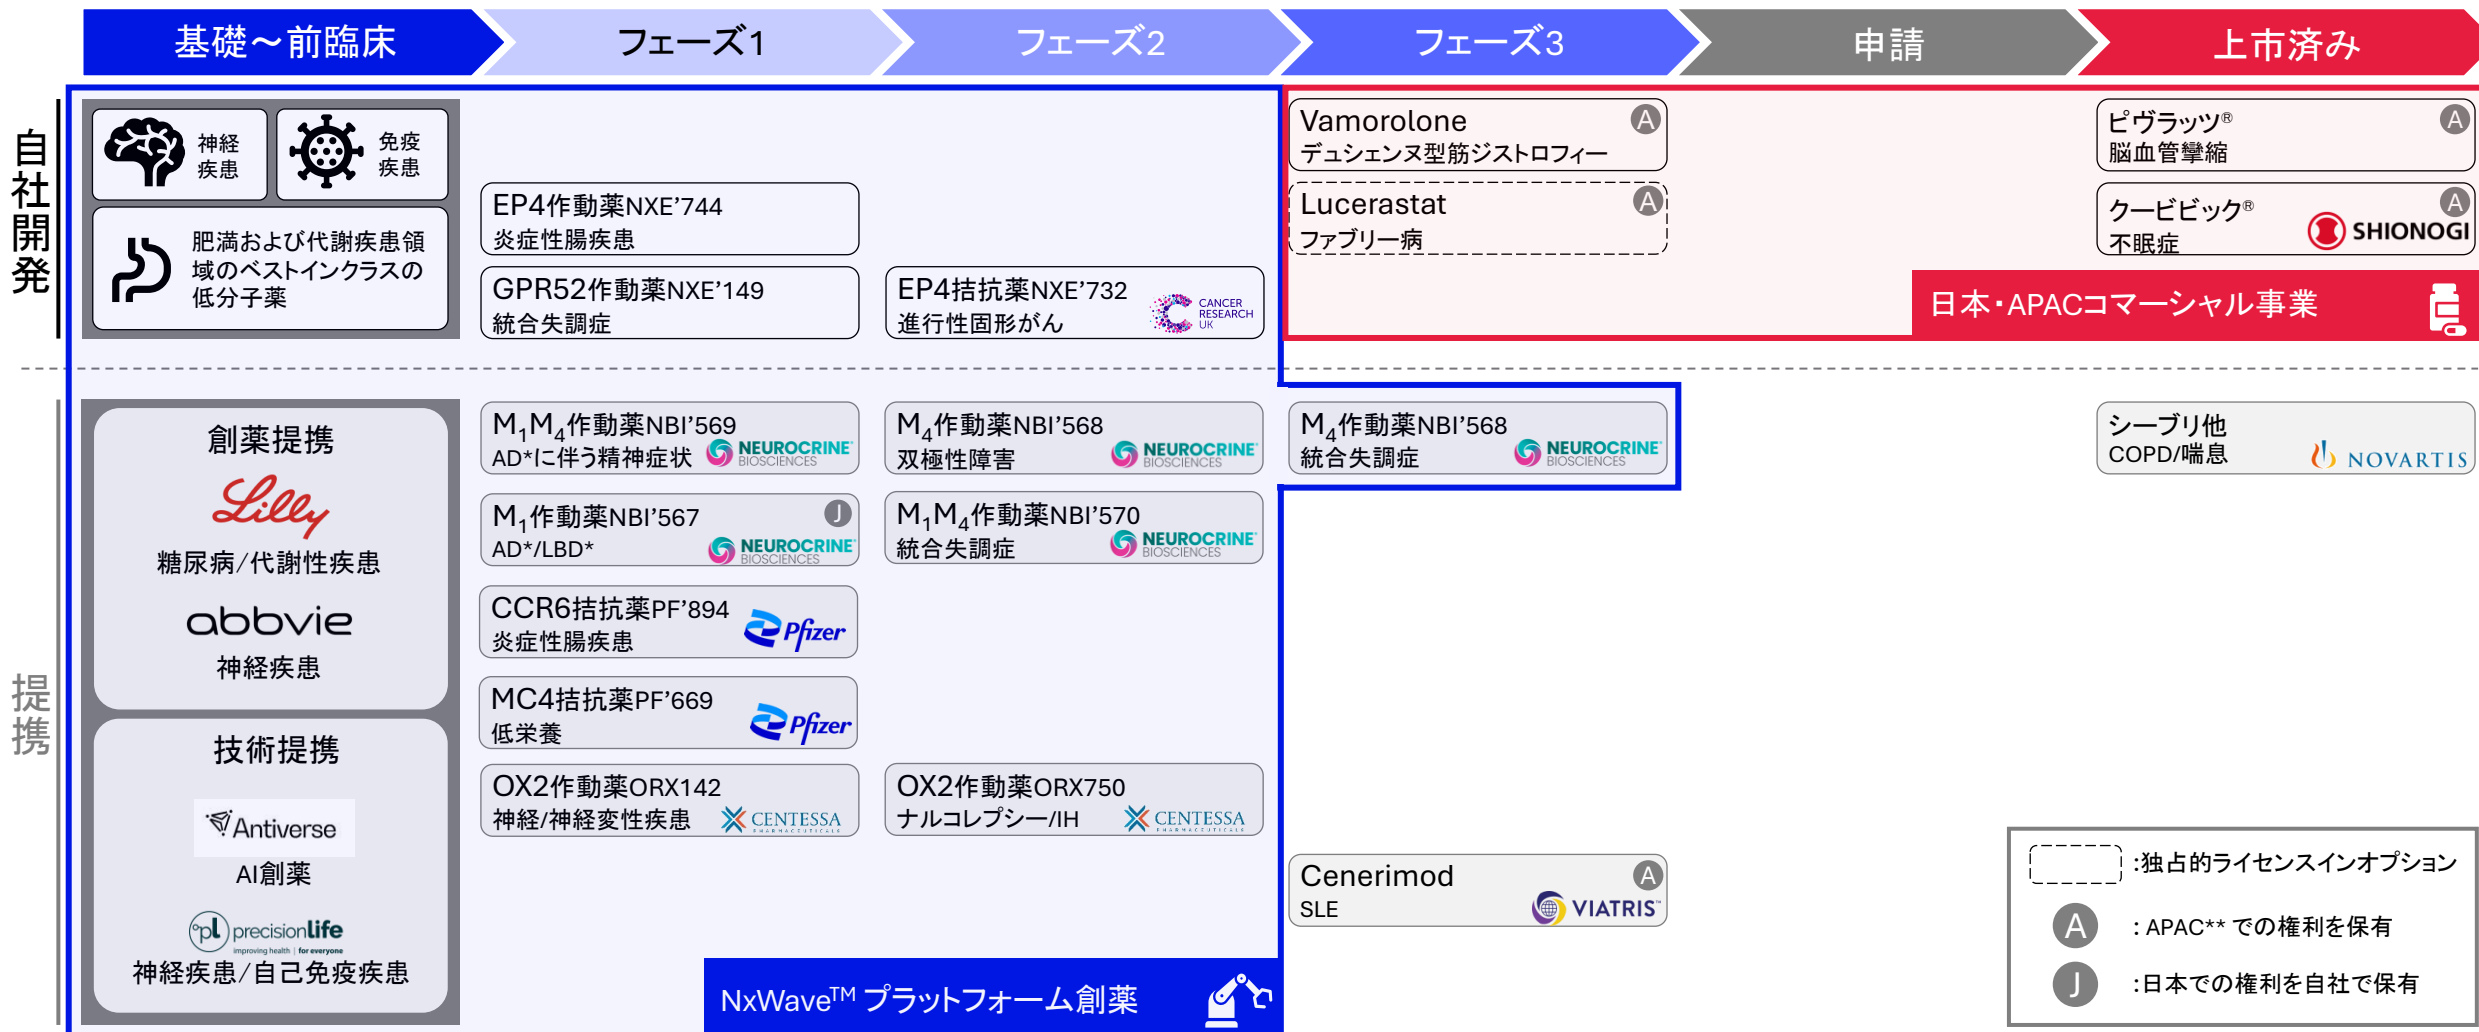 基礎～前臨床
フェーズ1
フェーズ2
フェーズ3
申請
上市済み
自社開発
神経
疾患
免疫
疾患
肥満および代謝疾患領
域のベストインクラスの
低分子薬
EP4作動薬NXE’744
炎症性腸疾患
GPR52作動薬NXE’149
統合失調症
EP4拮抗薬NXE’732
進行性固形がん
CANCER
RESEARCH
UK
Vamorolone
A
デュシェンヌ型筋ジストロフィー
Lucerastat
A
ファブリー病
ピヴラッツ®
A
脳血管攣縮
クービビック®
A
不眠症
SHIONOGI
日本・APACコマーシャル事業
提携
創薬提携
Lilly
糖尿病/代謝性疾患
abbvie
神経疾患
技術提携
Antiverse
AI創薬
pl precisionlife
improving health | for everyone
神経疾患/自己免疫疾患
M1M4作動薬NBI’569
AD*に伴う精神症状
NEUROCRINE
BIOSCIENCES
M1作動薬NBI’567
J
AD*/LBD*
NEUROCRINE
BIOSCIENCES
CCR6拮抗薬PF’894
炎症性腸疾患
Pfizer
MC4拮抗薬PF’669
低栄養
Pfizer
OX2作動薬ORX142
神経/神経変性疾患
CENTESSA
PHARMACEUTICALS
M4作動薬NBI’568
双極性障害
NEUROCRINE
BIOSCIENCES
M1M4作動薬NBI’570
統合失調症
NEUROCRINE
BIOSCIENCES
OX2作動薬ORX750
ナルコレプシー/IH
CENTESSA
PHARMACEUTICALS
M4作動薬NBI’568
統合失調症
NEUROCRINE
BIOSCIENCES
Cenerimod
A
SLE
VIATRIS™
シーブリ他
COPD/喘息
NOVARTIS
NxWave™ プラットフォーム創薬
:独占的ライセンスインオプション
A : APAC** での権利を保有
J :日本での権利を自社で保有